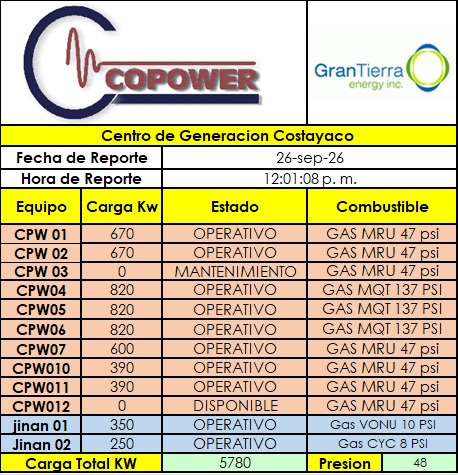 COPOWER
GranTierra
energy inc.
Centro de Generacion Costayaco
Fecha de Reporte 26-sep-26
Hora de Reporte 12:01:08 p. m.
Equipo Carga Kw Estado Combustible
CPW 01 670 OPERATIVO GAS MRU 47 psi
CPW 02 670 OPERATIVO GAS MRU 47 psi
CPW 03 0 MANTENIMIENTO GAS MRU 47 psi
CPW04 820 OPERATIVO GAS MQT 137 PSI
CPW05 820 OPERATIVO GAS MQT 137 PSI
CPW06 820 OPERATIVO GAS MQT 137 PSI
CPW07 600 OPERATIVO GAS MRU 47 psi
CPW010 390 OPERATIVO GAS MRU 47 psi
CPW011 390 OPERATIVO GAS MRU 47 psi
CPW012 0 DISPONIBLE GAS MRU 47 psi
jinan 01 350 OPERATIVO Gas VONU 10 PSI
Jinan 02 250 OPERATIVO Gas CYC 8 PSI
Carga Total KW 5780 Presion 48